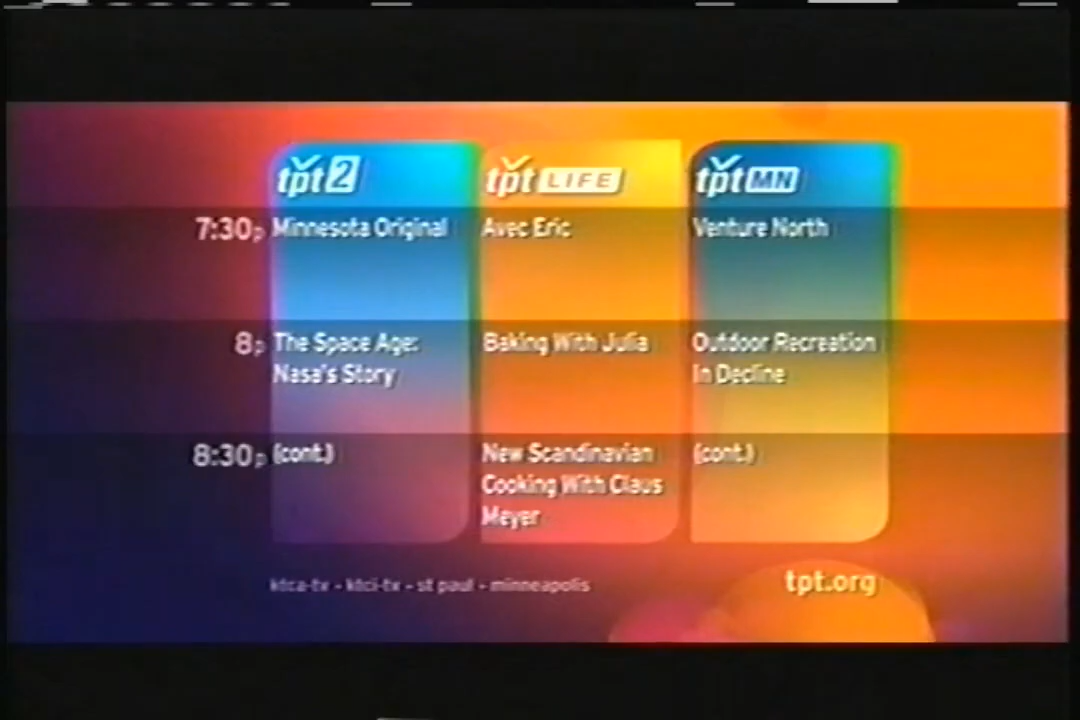 tpt 2 tpt LIFE tpt MN
7:30p Minnesota Original Avec Eric Venture North
8p The Space Age: Baking With Julia Outdoor Recreation
Nasa's Story In Decline
8:30p (cont.) New Scandinavian (cont.)
Cooking With Claus
Meyer
ktca-tv - ktci-tv - st paul - minneapolis tpt.org